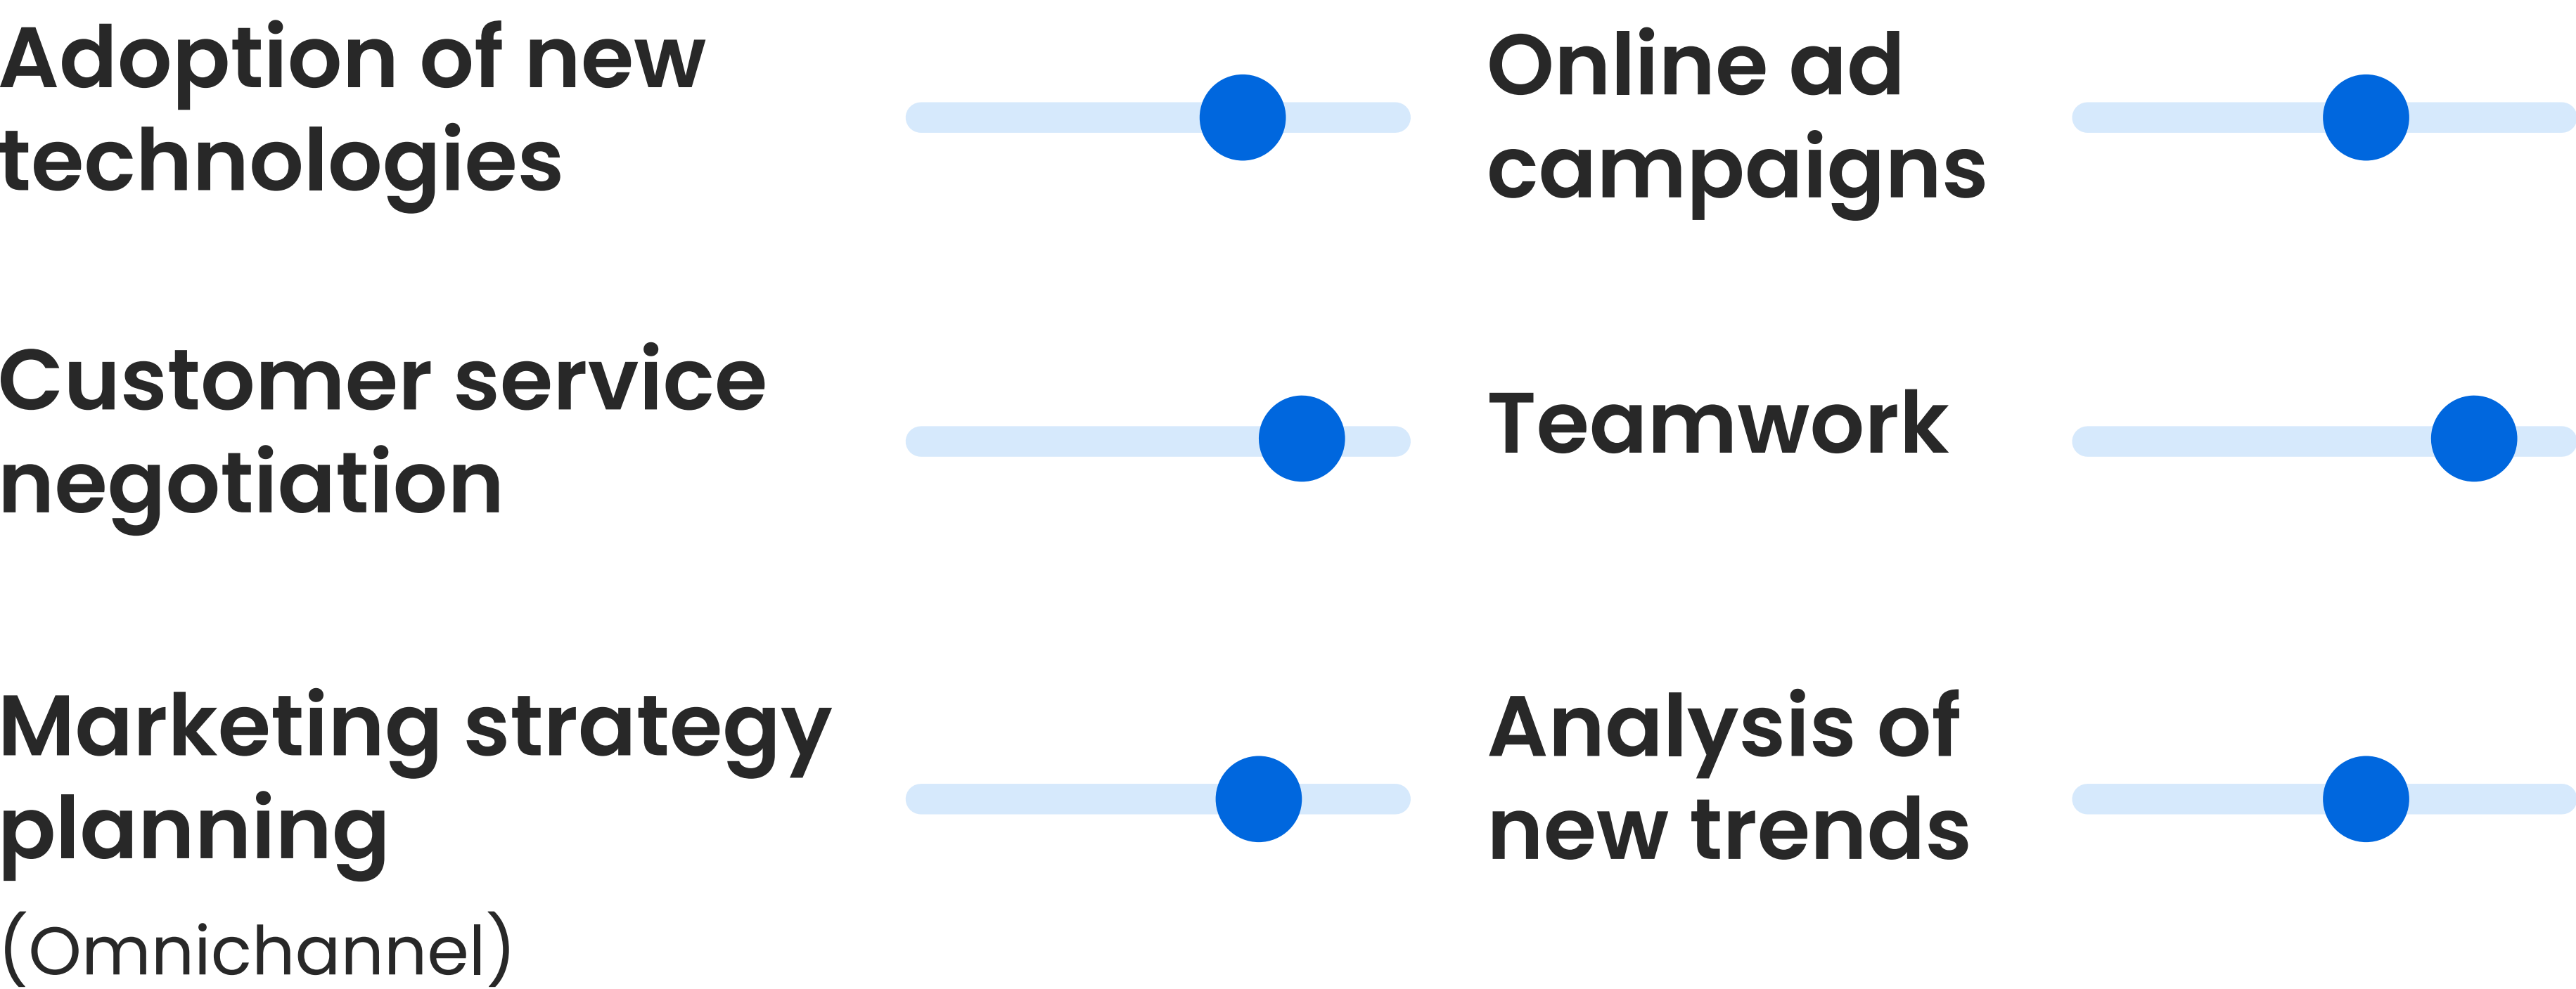 Adoption of new
technologies
Customer service
negotiation
Marketing strategy
planning
(Omnichannel)
Online ad
campaigns
Teamwork
Analysis of
new trends